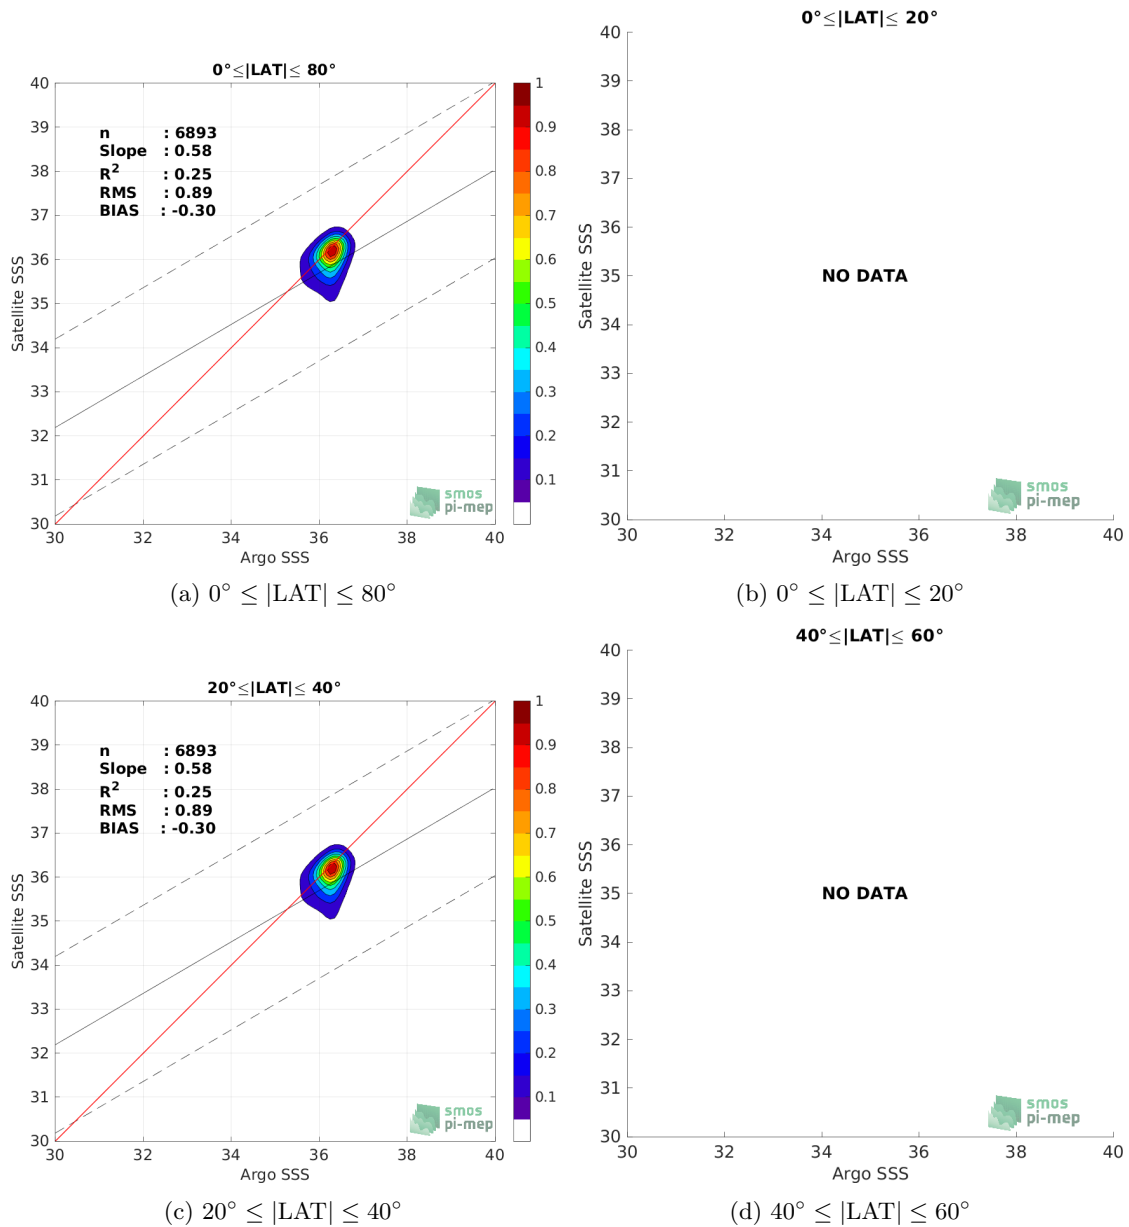 0°≤|LAT|≤ 80°
40
39
38
37
36
35
34
33
32
31
30
30
32
34
36
38
40
Satellite SSS
Argo SSS
n : 6893
Slope : 0.58
R² : 0.25
RMS : 0.89
BIAS : -0.30
1
0.9
0.8
0.7
0.6
0.5
0.4
0.3
0.2
0.1
smos
pi-mep
(a) 0° ≤ |LAT| ≤ 80°
0°≤|LAT|≤ 20°
40
39
38
37
36
35
34
33
32
31
30
30
32
34
36
38
40
Satellite SSS
Argo SSS
NO DATA
smos
pi-mep
(b) 0° ≤ |LAT| ≤ 20°
20°≤|LAT|≤ 40°
40
39
38
37
36
35
34
33
32
31
30
30
32
34
36
38
40
Satellite SSS
Argo SSS
n : 6893
Slope : 0.58
R² : 0.25
RMS : 0.89
BIAS : -0.30
1
0.9
0.8
0.7
0.6
0.5
0.4
0.3
0.2
0.1
smos
pi-mep
(c) 20° ≤ |LAT| ≤ 40°
40°≤|LAT|≤ 60°
40
39
38
37
36
35
34
33
32
31
30
30
32
34
36
38
40
Satellite SSS
Argo SSS
NO DATA
smos
pi-mep
(d) 40° ≤ |LAT| ≤ 60°